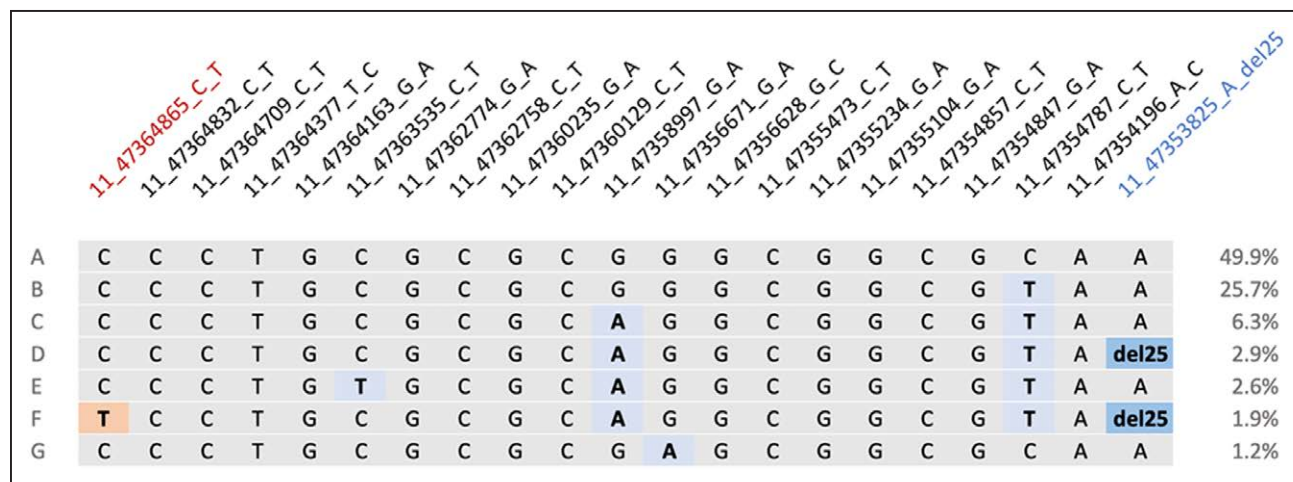 11_47364865_C_T
11_47364832_C_T
11_47364709_C_T
11_47364377_T_C
11_47364163_G_A
11_47363535_C_T
11_47362774_G_A
11_47362758_C_T
11_47360235_G_A
11_47360129_C_T
11_47358997_G_A
11_47356671_G_A
11_47356628_G_C
11_47355473_C_T
11_47355234_G_A
11_47355104_G_A
11_47354857_C_T
11_47354847_G_A
11_47354787_C_T
11_47354196_A_C
11_47353825_A_del25
A C C C T G C G C G C G G G C G G C G C A A 49.9%
B C C C T G C G C G C G G G C G G C G T A A 25.7%
C C C C T G C G C G C A G G C G G C G T A A 6.3%
D C C C T G C G C G C A G G C G G C G T A del25 2.9%
E C C C T G T G C G C A G G C G G C G T A A 2.6%
F T C C T G C G C G C A G G C G G C G T A del25 1.9%
G C C C T G C G C G C G A G C G G C G C A A 1.2%